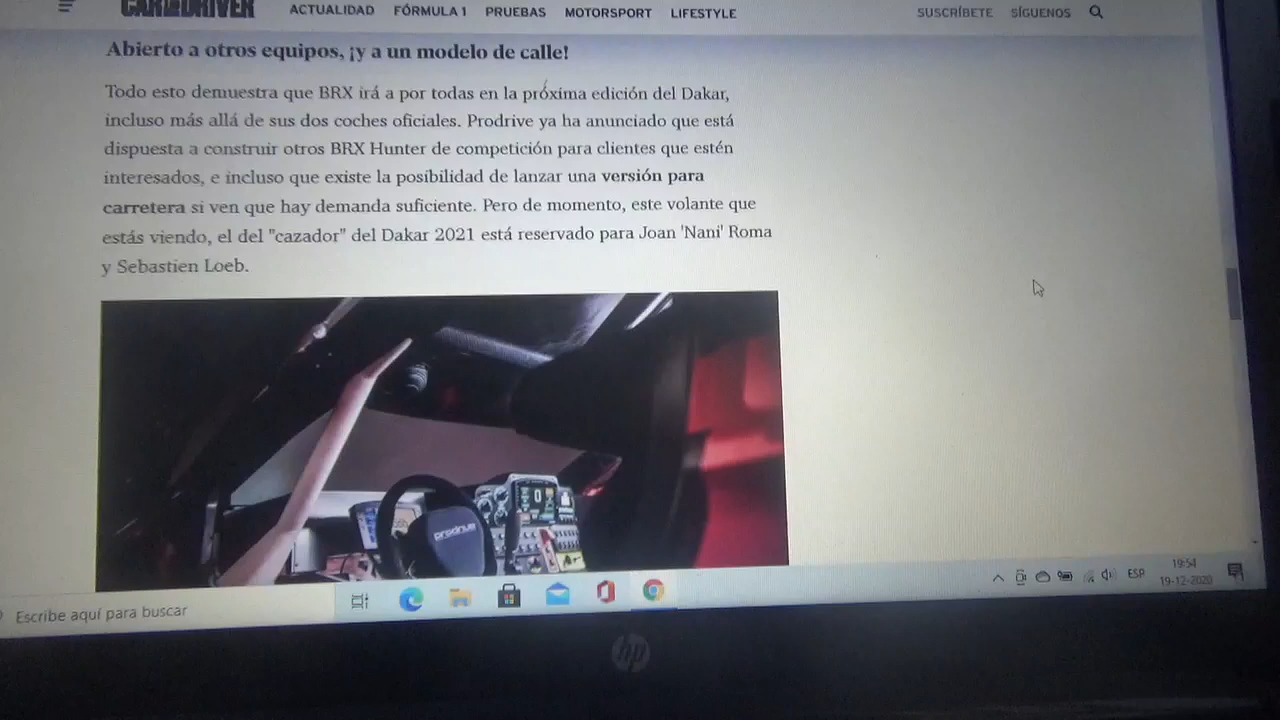 CAR AND DRIVER
ACTUALIDAD FÓRMULA 1 PRUEBAS MOTORSPORT LIFESTYLE SUSCRÍBETE SÍGUENOS
Abierto a otros equipos, ¡y a un modelo de calle!
Todo esto demuestra que BRX irá a por todas en la próxima edición del Dakar,
incluso más allá de sus dos coches oficiales. Prodrive ya ha anunciado que está
dispuesta a construir otros BRX Hunter de competición para clientes que estén
interesados, e incluso que existe la posibilidad de lanzar una versión para
carretera si ven que hay demanda suficiente. Pero de momento, este volante que
estás viendo, el del "cazador" del Dakar 2021 está reservado para Joan 'Nani' Roma
y Sebastien Loeb.
prodrive
0
Escribe aquí para buscar
ESP
19:54
19-12-2020
hp